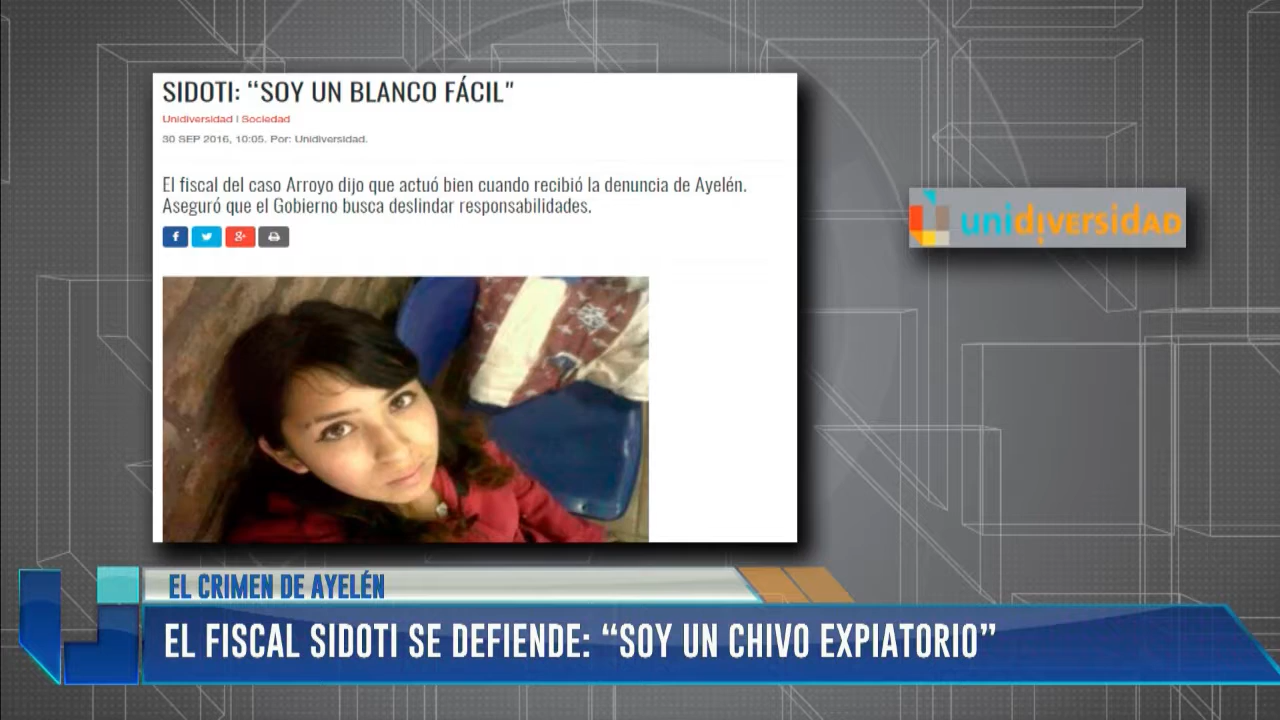 SIDOTI: “SOY UN BLANCO FÁCIL"
Unidiversidad | Sociedad
30 SEP 2016, 10:05. Por: Unidiversidad.
El fiscal del caso Arroyo dijo que actuó bien cuando recibió la denuncia de Ayelén.
Aseguró que el Gobierno busca deslindar responsabilidades.
f
8+
unidiversidad
EL CRIMEN DE AYELÉN
EL FISCAL SIDOTI SE DEFIENDE: “SOY UN CHIVO EXPIATORIO”